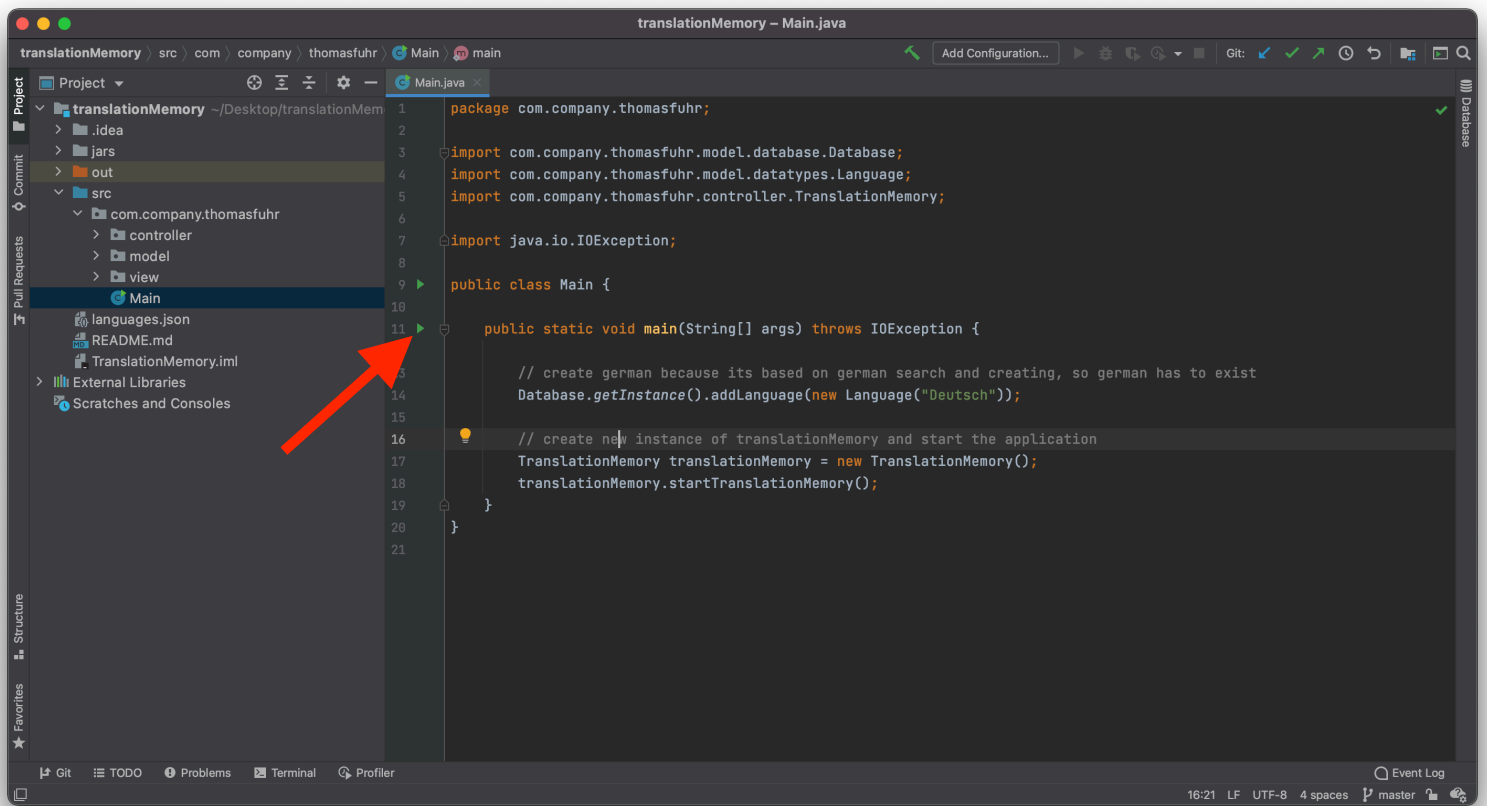 translationMemory – Main.java
translationMemory src com company thomasfuhr Main main
Add Configuration...
Git:
Project
Main.java
Project
Commit
Pull Requests
Structure
Favorites
translationMemory ~/Desktop/translationMem
.idea
jars
out
src
com.company.thomasfuhr
controller
model
view
Main
languages.json
README.md
TranslationMemory.iml
External Libraries
Scratches and Consoles
1 package com.company.thomasfuhr;
2
3 import com.company.thomasfuhr.model.database.Database;
4 import com.company.thomasfuhr.model.datatypes.Language;
5 import com.company.thomasfuhr.controller.TranslationMemory;
6
7 import java.io.IOException;
8
9 public class Main {
10
11 public static void main(String[] args) throws IOException {
3 // create german because its based on german search and creating, so german has to exist
14 Database.getInstance().addLanguage(new Language("Deutsch"));
15
16 // create new instance of translationMemory and start the application
17 TranslationMemory translationMemory = new TranslationMemory();
18 translationMemory.startTranslationMemory();
19 }
20 }
21
Database
Git TODO Problems Terminal Profiler
Event Log
16:21 LF UTF-8 4 spaces master